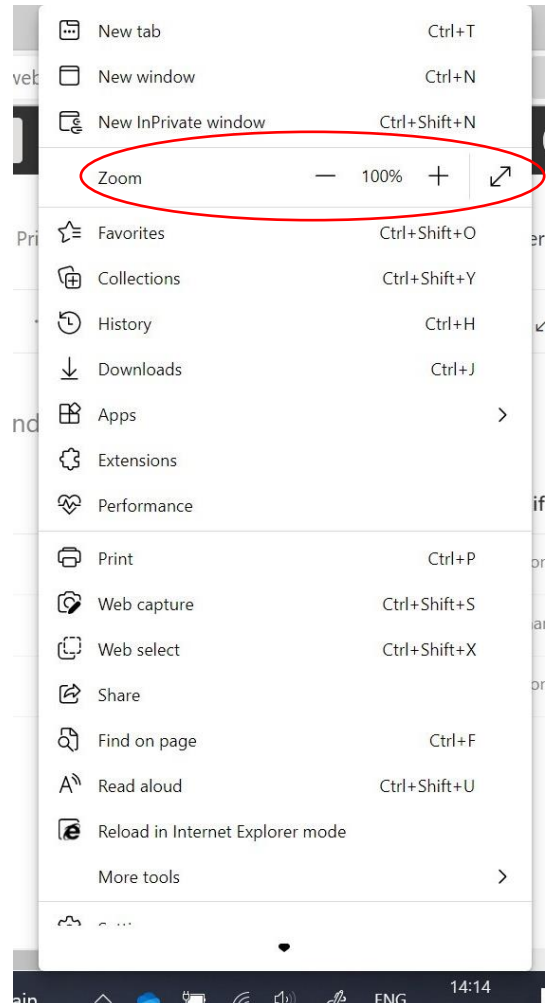 New tab Ctrl+T
New window Ctrl+N
New InPrivate window Ctrl+Shift+N
Zoom — 100% +
Favorites Ctrl+Shift+O
Collections Ctrl+Shift+Y
History Ctrl+H
Downloads Ctrl+J
Apps
Extensions
Performance
Print Ctrl+P
Web capture Ctrl+Shift+S
Web select Ctrl+Shift+X
Share
Find on page Ctrl+F
Read aloud Ctrl+Shift+U
Reload in Internet Explorer mode
More tools
ENG 14:14